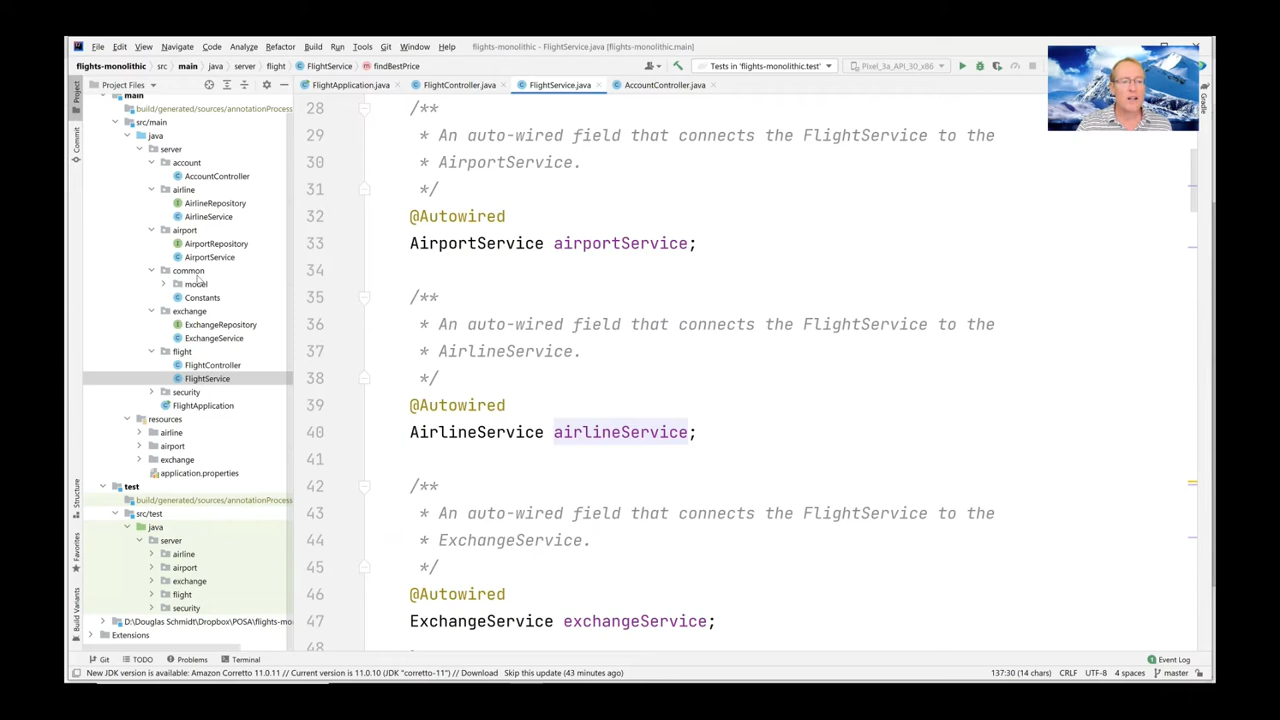 File Edit View Navigate Code Analyze Refactor Build Run Tools Git Window Help flights-monolithic - FlightService.java [flights-monolithic.main]
flights-monolithic src main java server flight FlightService findBestPrice Tests in 'flights-monolithic.test' Pixel_3a_API_30_x86
Project Files FlightApplication.java FlightController.java FlightService.java AccountController.java
Project
Commit
Structure
Favorites
Build Variants
Gradle
main
build/generated/sources/annotationProcess
src/main
java
server
account
AccountController
airline
AirlineRepository
AirlineService
airport
AirportRepository
AirportService
common
model
Constants
exchange
ExchangeRepository
ExchangeService
flight
FlightController
FlightService
security
FlightApplication
resources
airline
airport
exchange
application.properties
test
build/generated/sources/annotationProcess
src/test
java
server
airline
airport
exchange
flight
security
D:\Douglas Schmidt\Dropbox\POSA\flights-mo
Extensions
28 /**
29 * An auto-wired field that connects the FlightService to the
30 * AirportService.
31 */
32 @Autowired
33 AirportService airportService;
34
35 /**
36 * An auto-wired field that connects the FlightService to the
37 * AirlineService.
38 */
39 @Autowired
40 AirlineService airlineService;
41
42 /**
43 * An auto-wired field that connects the FlightService to the
44 * ExchangeService.
45 */
46 @Autowired
47 ExchangeService exchangeService;
48
Git TODO Problems Terminal 1 Event Log
New JDK version is available: Amazon Corretto 11.0.11 // Current version is 11.0.10 (JDK "corretto-11") // Download Skip this update (43 minutes ago) 137:30 (14 chars) CRLF UTF-8 4 spaces master